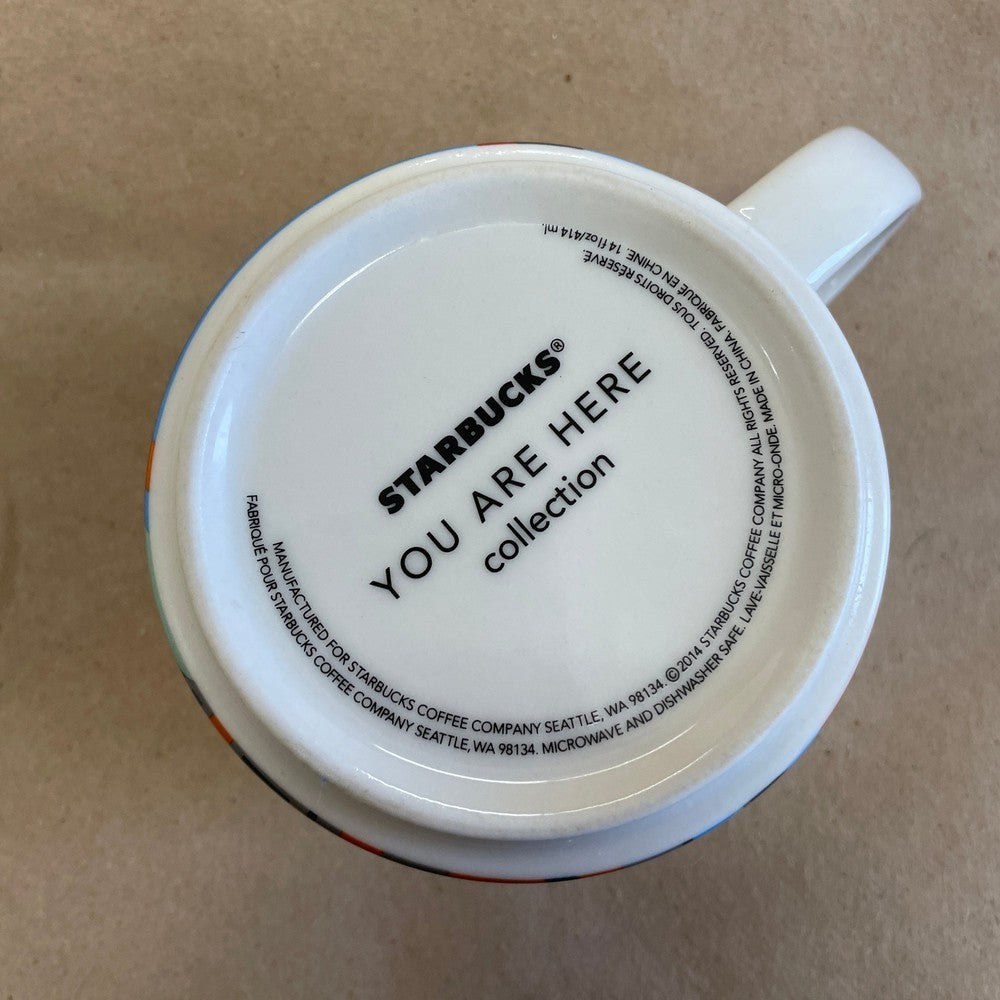 STARBUCKS®
YOU ARE HERE
collection
MANUFACTURED FOR STARBUCKS COFFEE COMPANY SEATTLE, WA 98134. ©2014 STARBUCKS COFFEE COMPANY ALL RIGHTS RESERVED. TOUS DROITS RÉSERVÉ.
FABRIQUÉ POUR STARBUCKS COFFEE COMPANY SEATTLE, WA 98134. MICROWAVE AND DISHWASHER SAFE. LAVE-VAISSELLE ET MICRO-ONDE. MADE IN CHINA. FABRIQUÉ EN CHINE. 14 fl oz/414 ml.